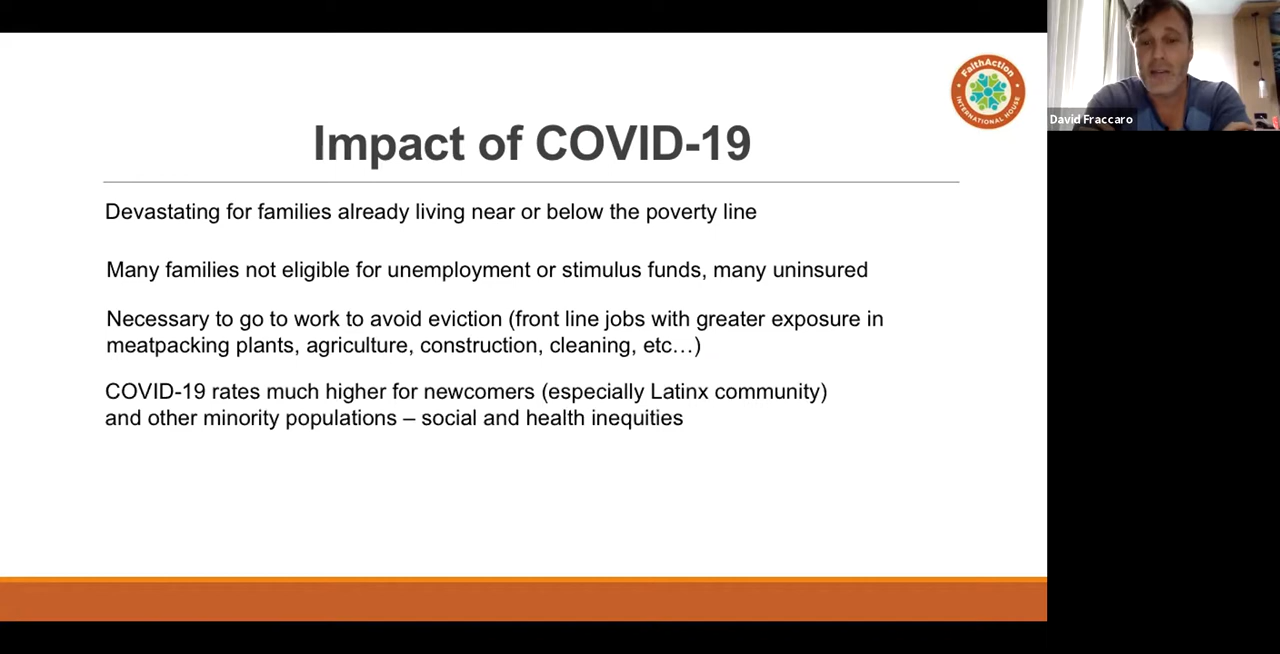 FaithAction
INTERNATIONAL HOUSE
David Fraccaro
Impact of COVID-19
Devastating for families already living near or below the poverty line
Many families not eligible for unemployment or stimulus funds, many uninsured
Necessary to go to work to avoid eviction (front line jobs with greater exposure in
meatpacking plants, agriculture, construction, cleaning, etc…)
COVID-19 rates much higher for newcomers (especially Latinx community)
and other minority populations – social and health inequities